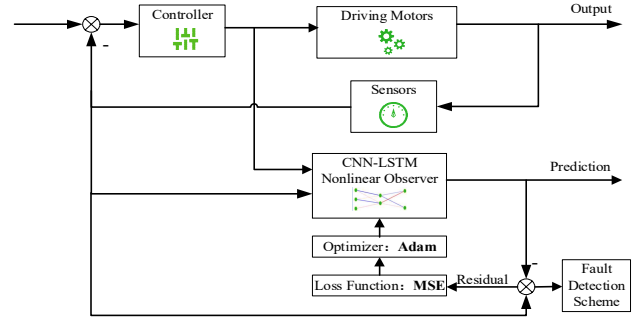 Controller
Driving Motors
Output
-
Sensors
CNN-LSTM
Nonlinear Observer
Prediction
Optimizer：Adam
-
Loss Function：MSE
Residual
Fault
Detection
Scheme